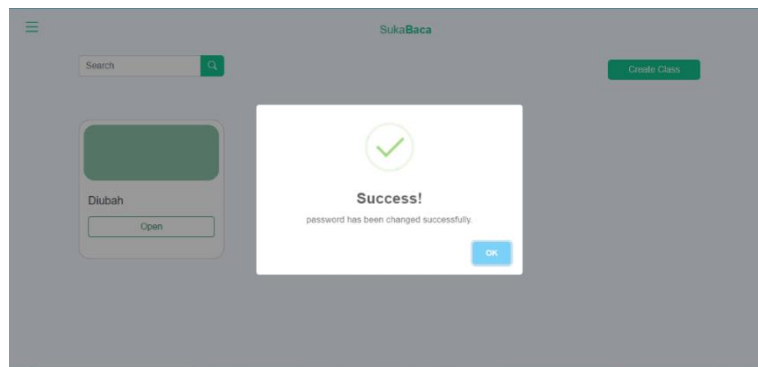 SukaBaca
Search
Create Class
Diubah
Open
Success!
password has been changed successfully.
OK